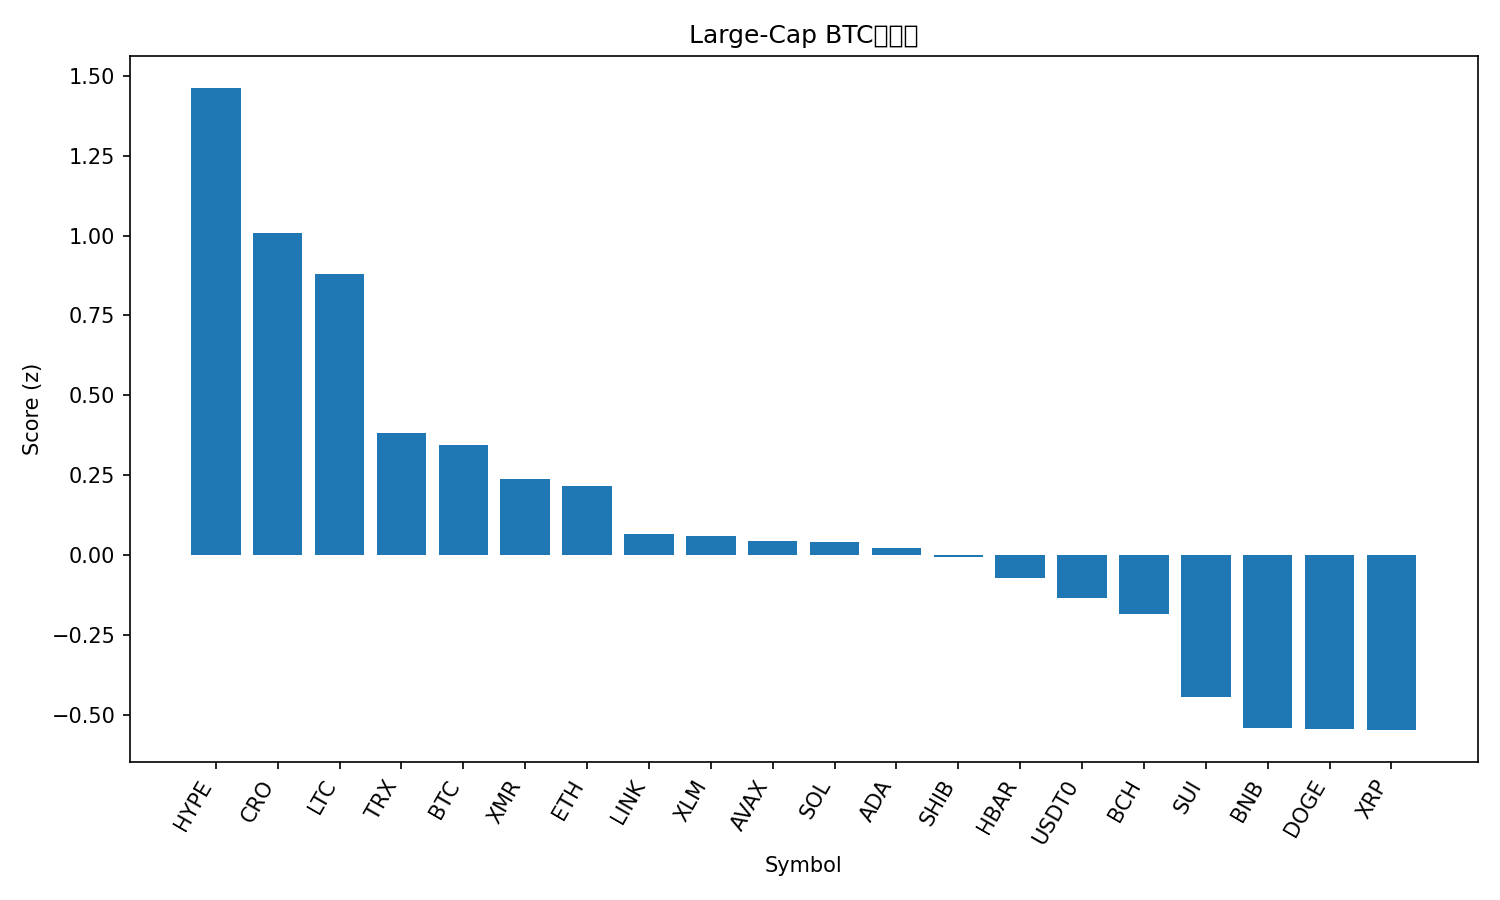 Large-Cap BTC
1.50
1.25
1.00
0.75
0.50
0.25
0.00
−0.25
−0.50
Score (z)
HYPE
CRO
LTC
TRX
BTC
XMR
ETH
LINK
XLM
AVAX
SOL
ADA
SHIB
HBAR
USDT0
BCH
SUI
BNB
DOGE
XRP
Symbol